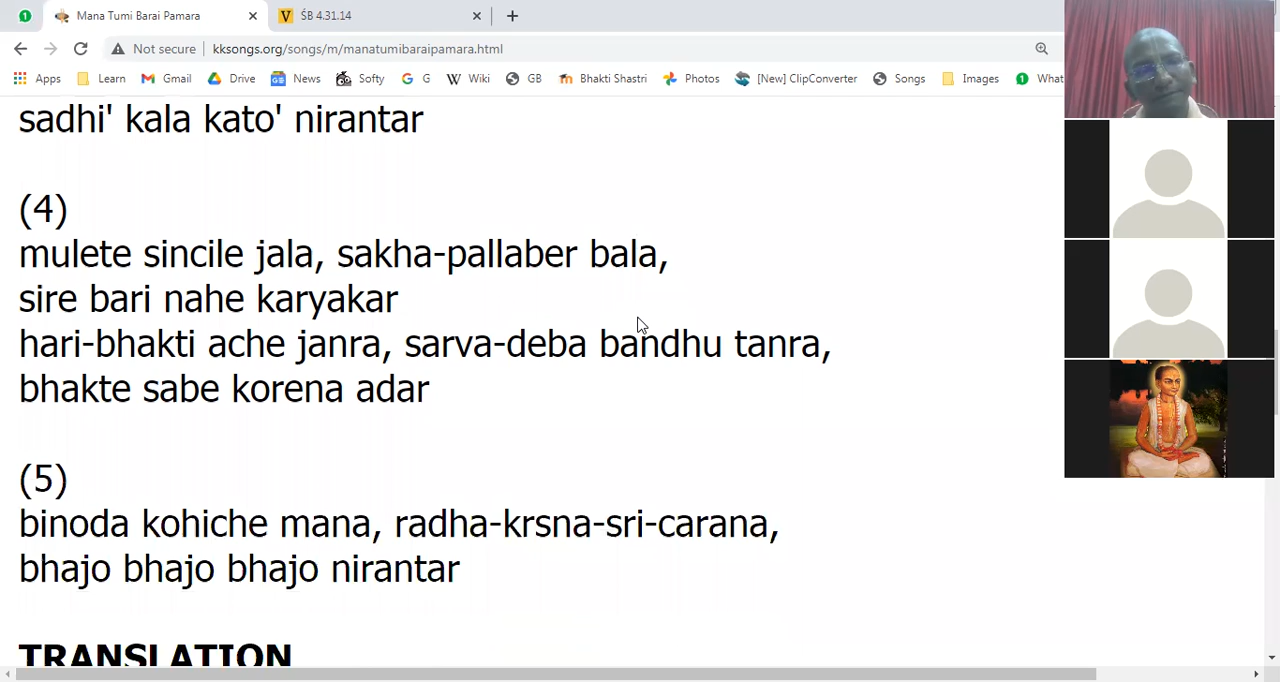 1 Mana Tumi Barai Pamara × V ŚB 4.31.14 × +
Not secure | kksongs.org/songs/m/manatumibaraipamara.html
Apps Learn Gmail Drive News Softy G G W Wiki GB Bhakti Shastri Photos [New] ClipConverter Songs Images 1 What
sadhi' kala kato' nirantar
(4)
mulete sincile jala, sakha-pallaber bala,
sire bari nahe karyakar
hari-bhakti ache janra, sarva-deba bandhu tanra,
bhakte sabe korena adar
(5)
binoda kohiche mana, radha-krsna-sri-carana,
bhajo bhajo bhajo nirantar
TRANSLATION